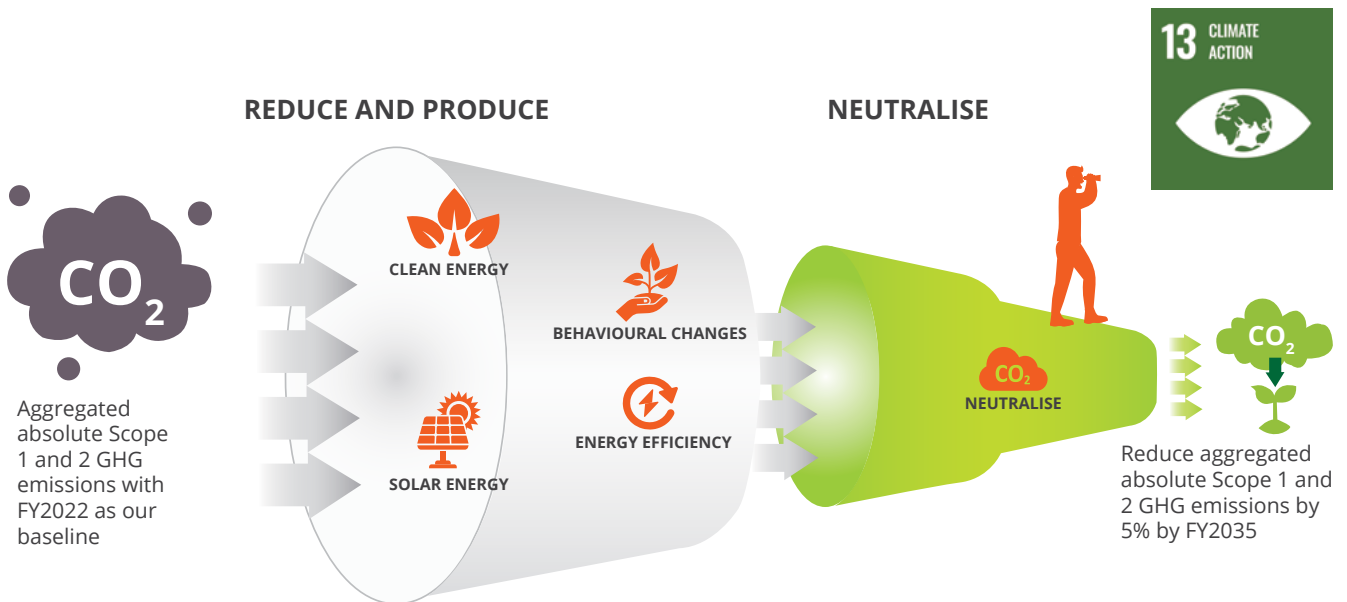 13 CLIMATE
ACTION
REDUCE AND PRODUCE
NEUTRALISE
CO2
Aggregated
absolute Scope
1 and 2 GHG
emissions with
FY2022 as our
baseline
CLEAN ENERGY
SOLAR ENERGY
BEHAVIOURAL CHANGES
ENERGY EFFICIENCY
CO2
NEUTRALISE
CO2
Reduce aggregated
absolute Scope 1 and
2 GHG emissions by
5% by FY2035